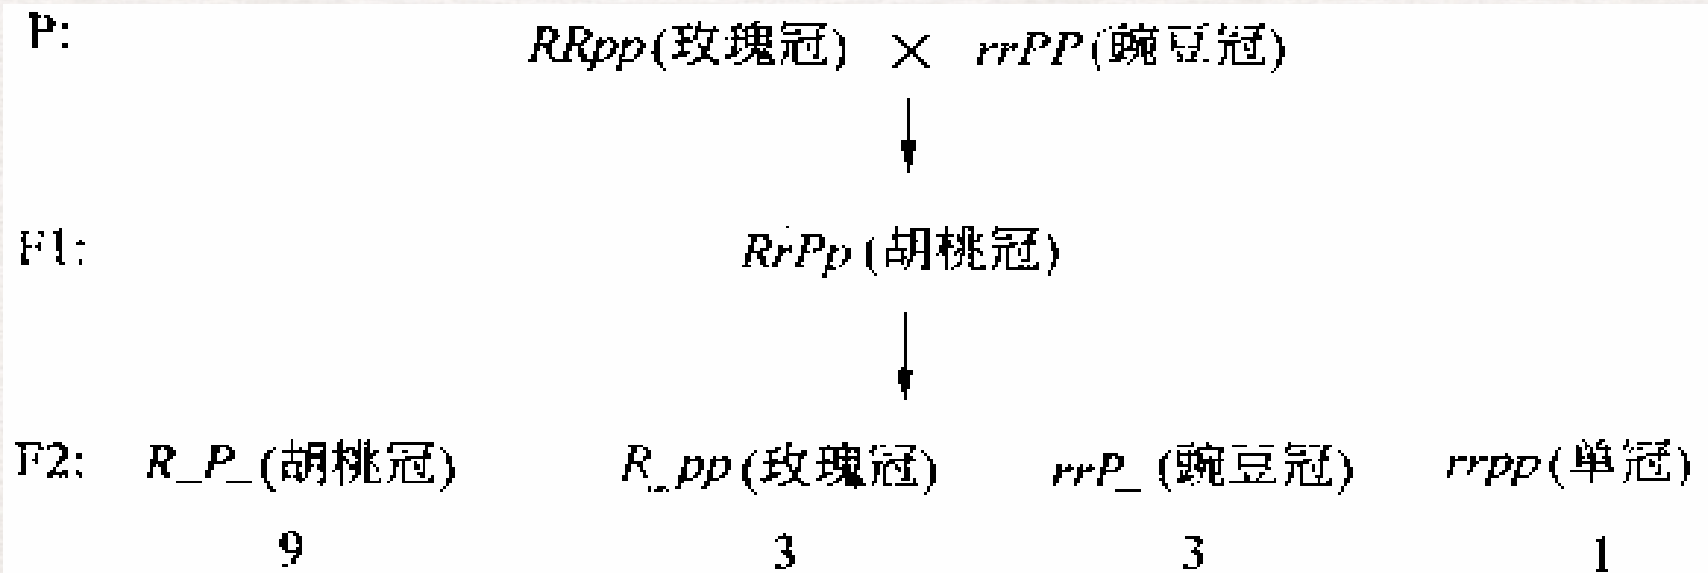 P: RRpp(玫瑰冠) × rrPP(豌豆冠)
F1: RrPp(胡桃冠)
F2: R_P_(胡桃冠) R_pp(玫瑰冠) rrP_(豌豆冠) rrpp(单冠)
9 3 3 1